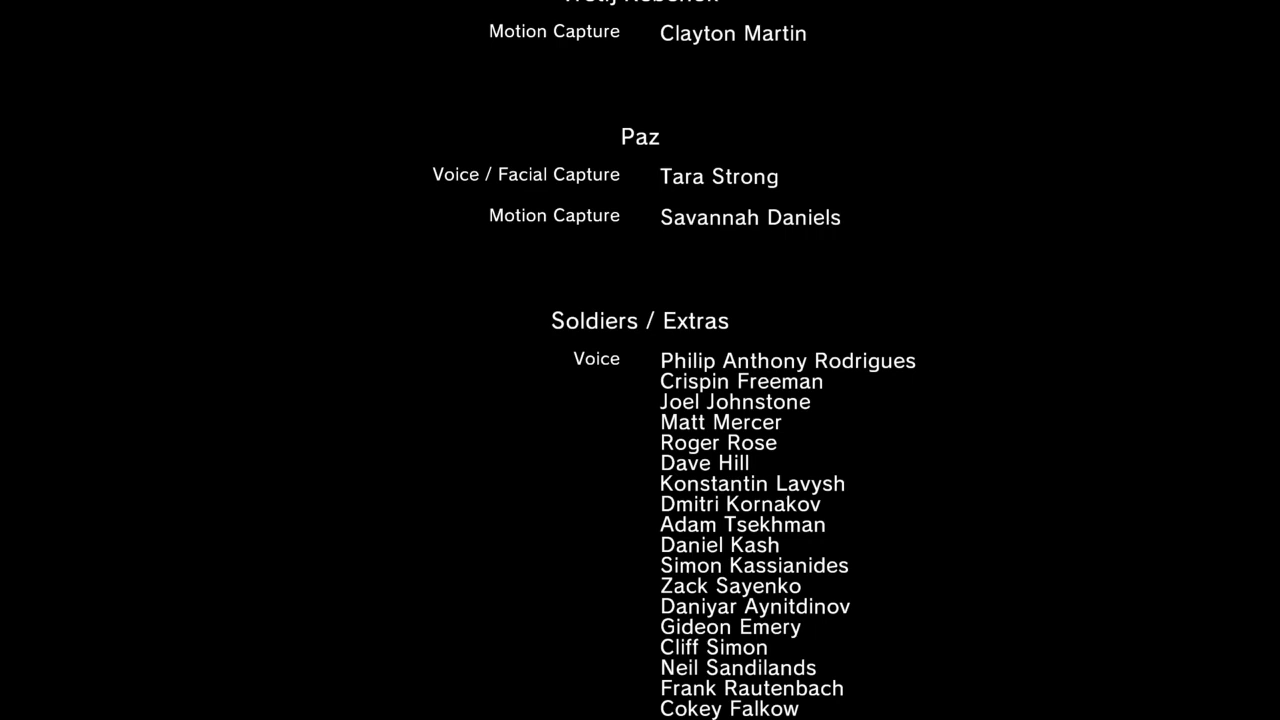 Motion Capture Clayton Martin
Paz
Voice / Facial Capture Tara Strong
Motion Capture Savannah Daniels
Soldiers / Extras
Voice Philip Anthony Rodrigues
Crispin Freeman
Joel Johnstone
Matt Mercer
Roger Rose
Dave Hill
Konstantin Lavysh
Dmitri Kornakov
Adam Tsekhman
Daniel Kash
Simon Kassianides
Zack Sayenko
Daniyar Aynitdinov
Gideon Emery
Cliff Simon
Neil Sandilands
Frank Rautenbach
Cokey Falkow